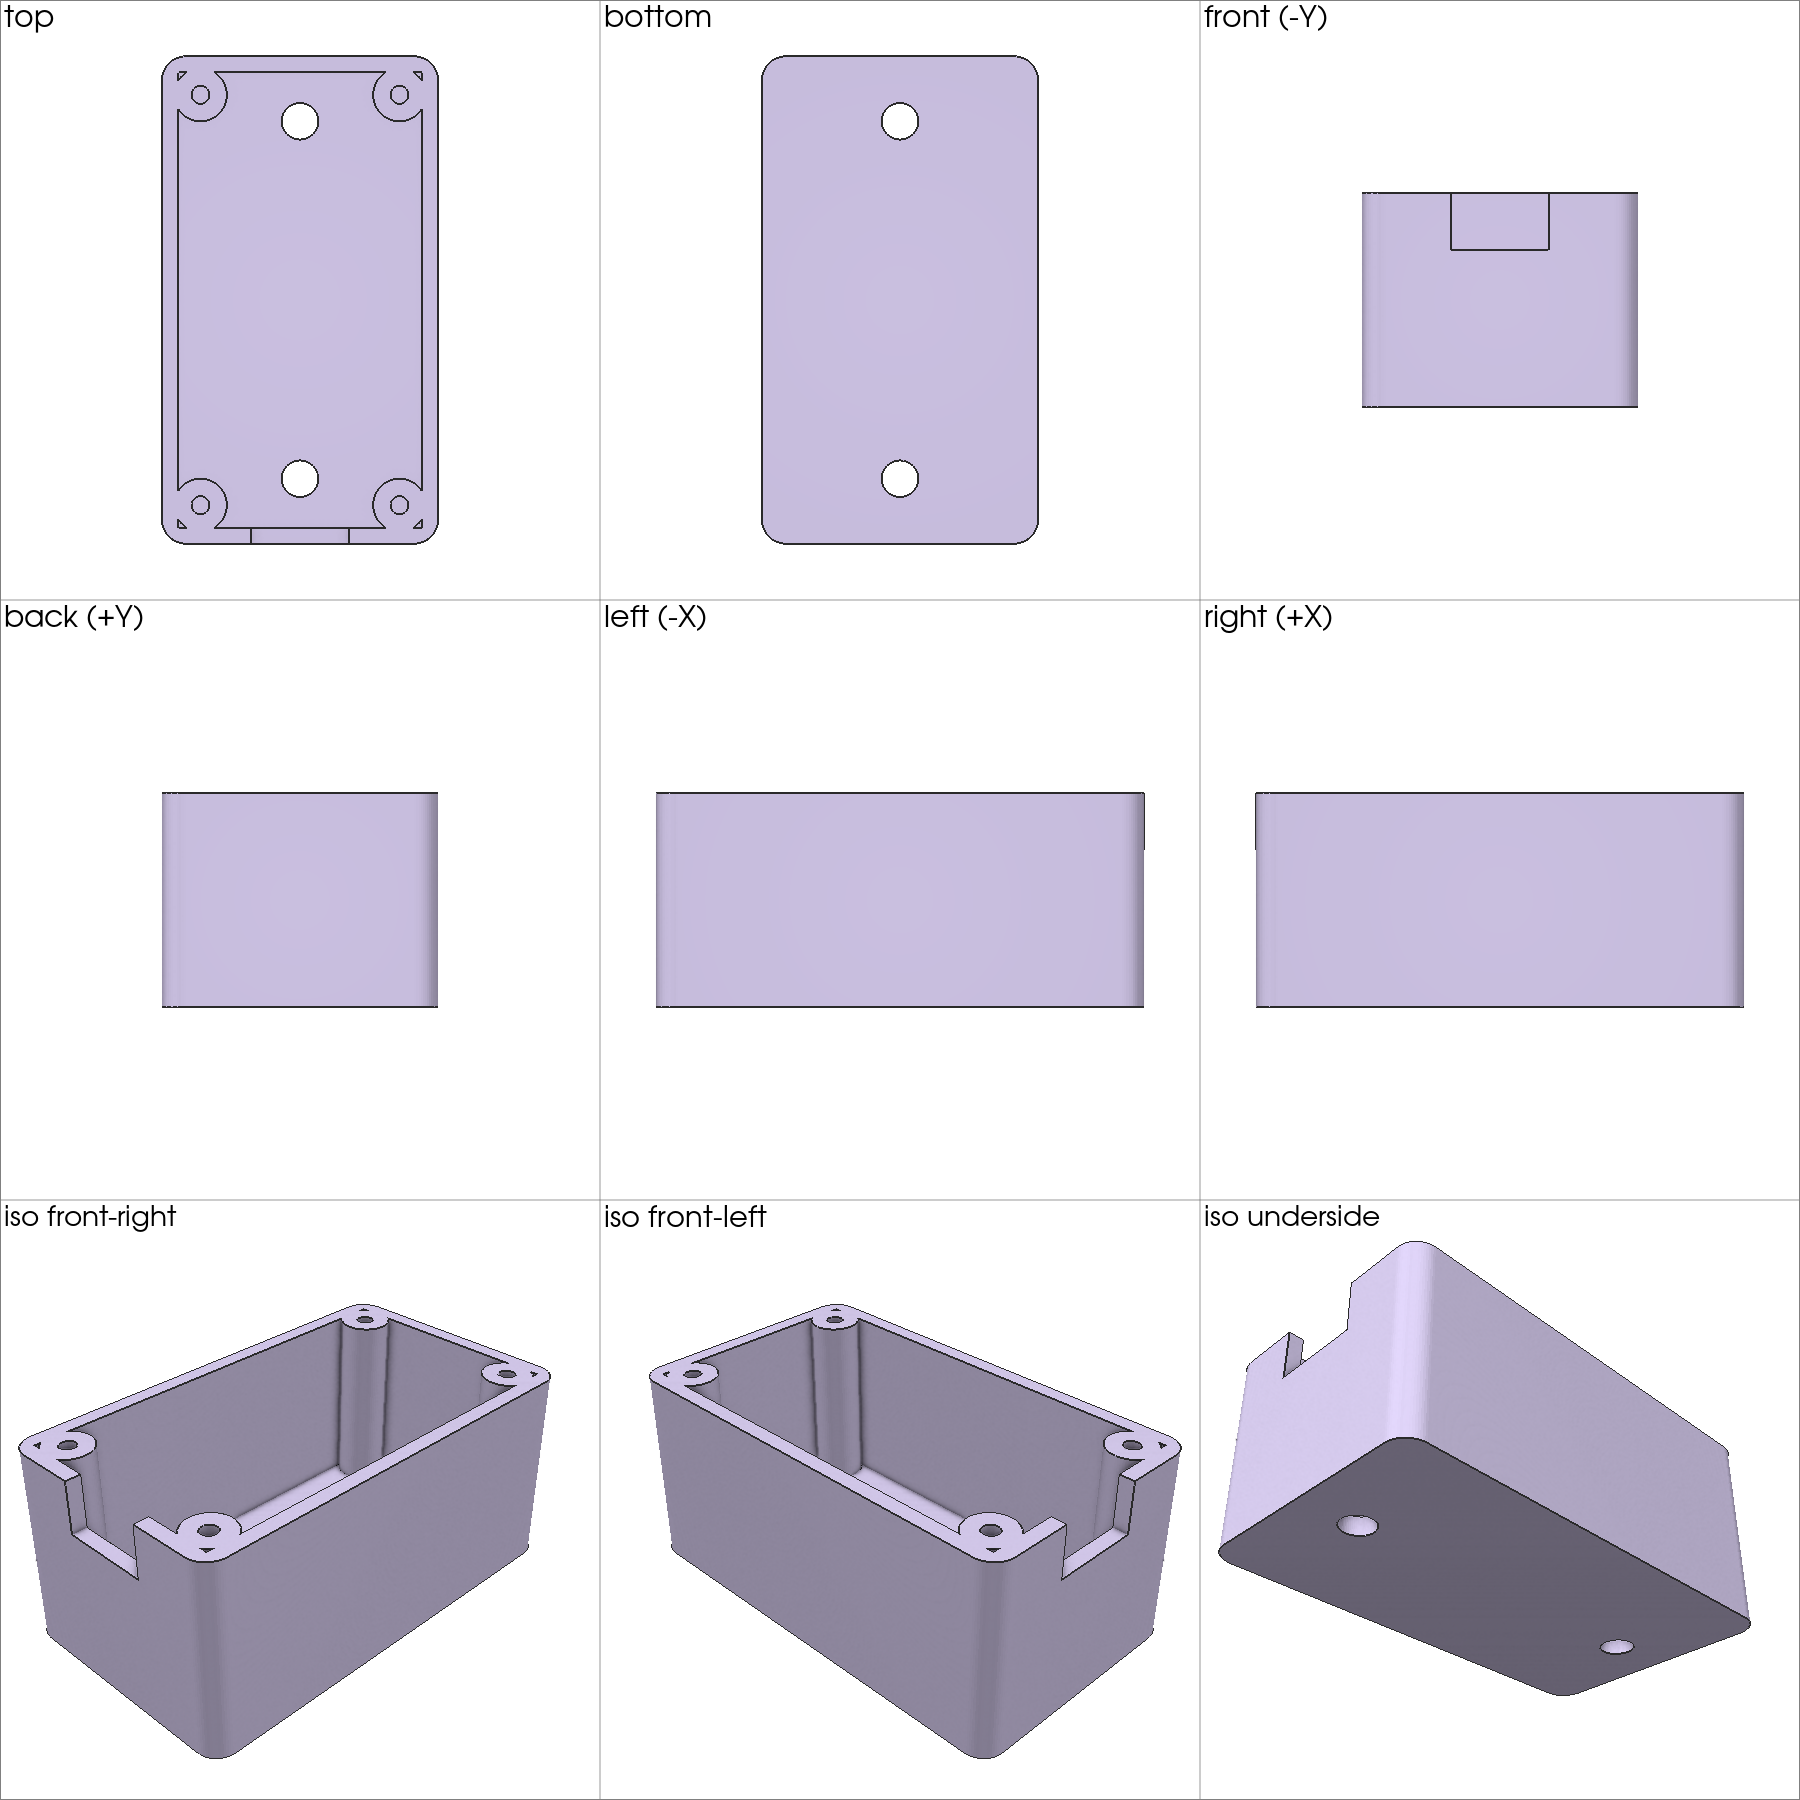 top
bottom
front (-Y)
back (+Y)
left (-X)
right (+X)
iso front-right
iso front-left
iso underside